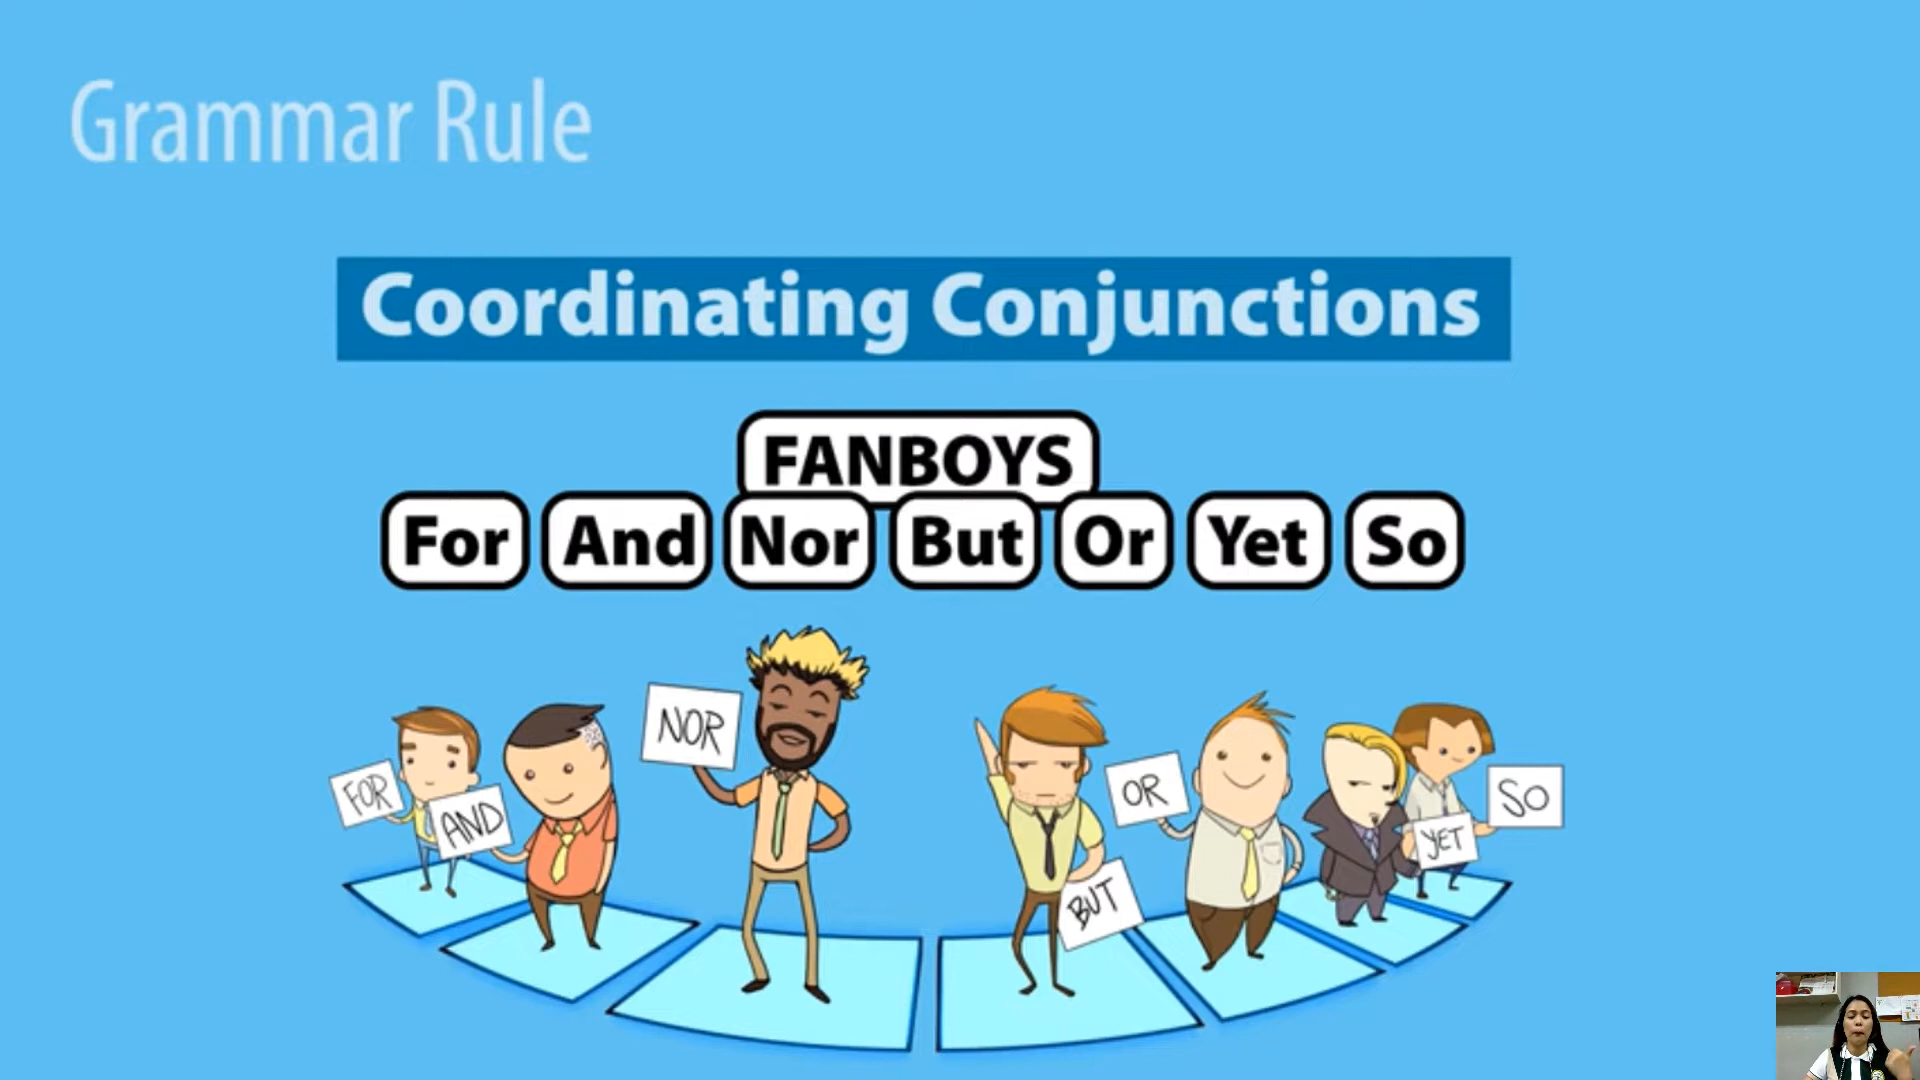 Grammar Rule
Coordinating Conjunctions
FANBOYS
For And Nor But Or Yet So
FOR
AND
NOR
BUT
OR
YET
SO